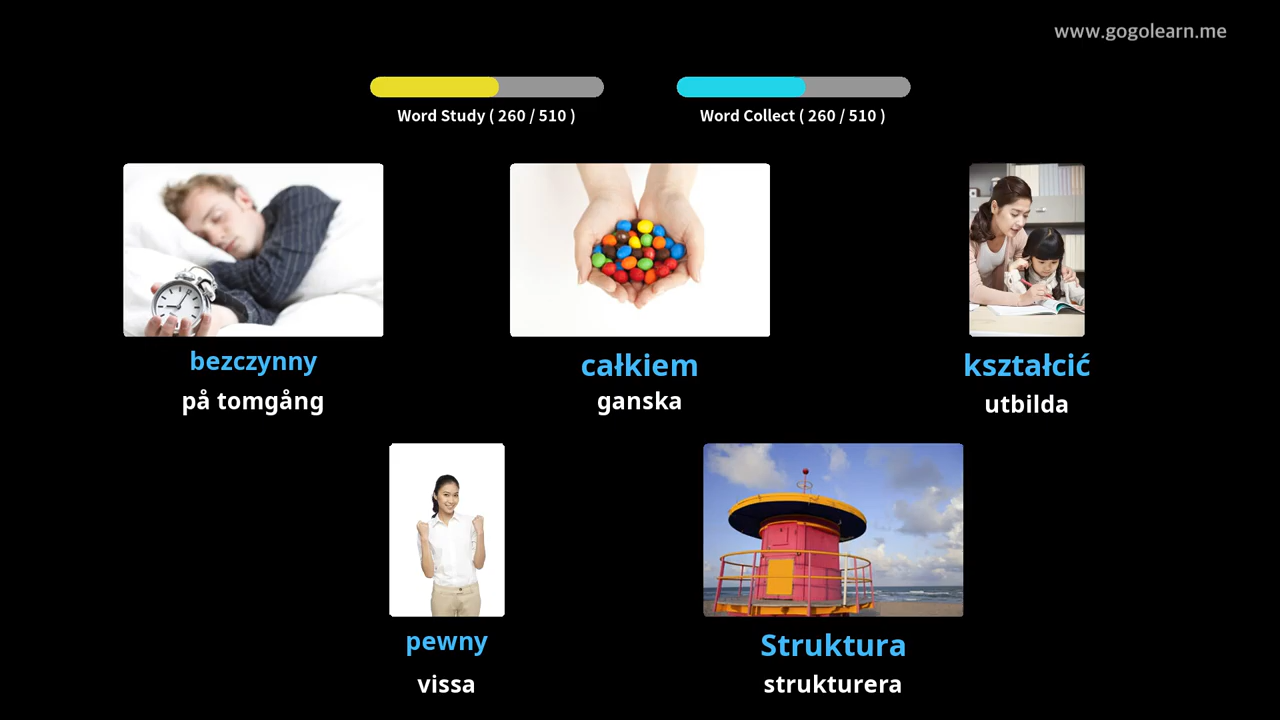 www.gogolearn.me
Word Study ( 260 / 510 )
Word Collect ( 260 / 510 )
bezczynny
på tomgång
całkiem
ganska
kształcić
utbilda
pewny
vissa
Struktura
strukturera